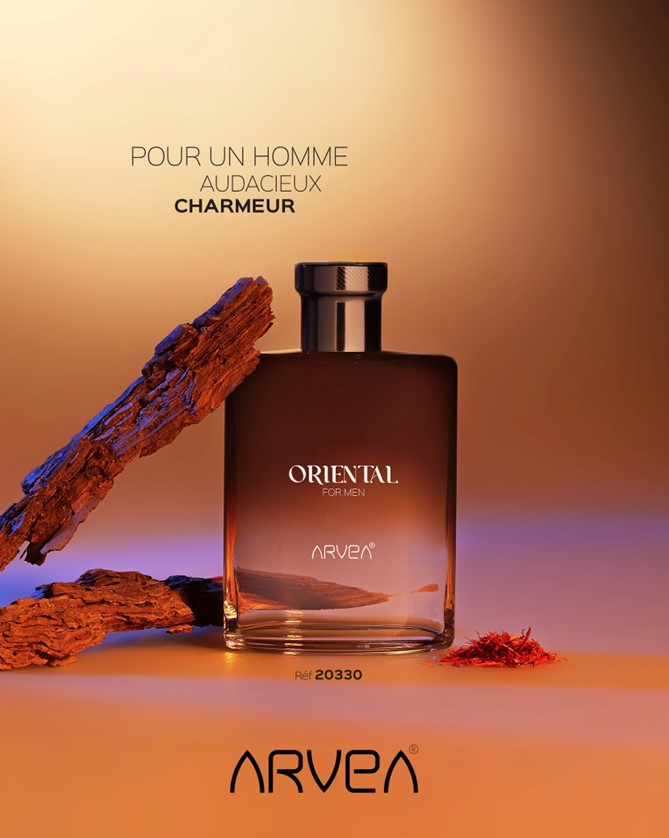 POUR UN HOMME
AUDACIEUX
CHARMEUR
ORIENTAL
FOR MEN
ARVEA®
Réf 20330
ARVEA®